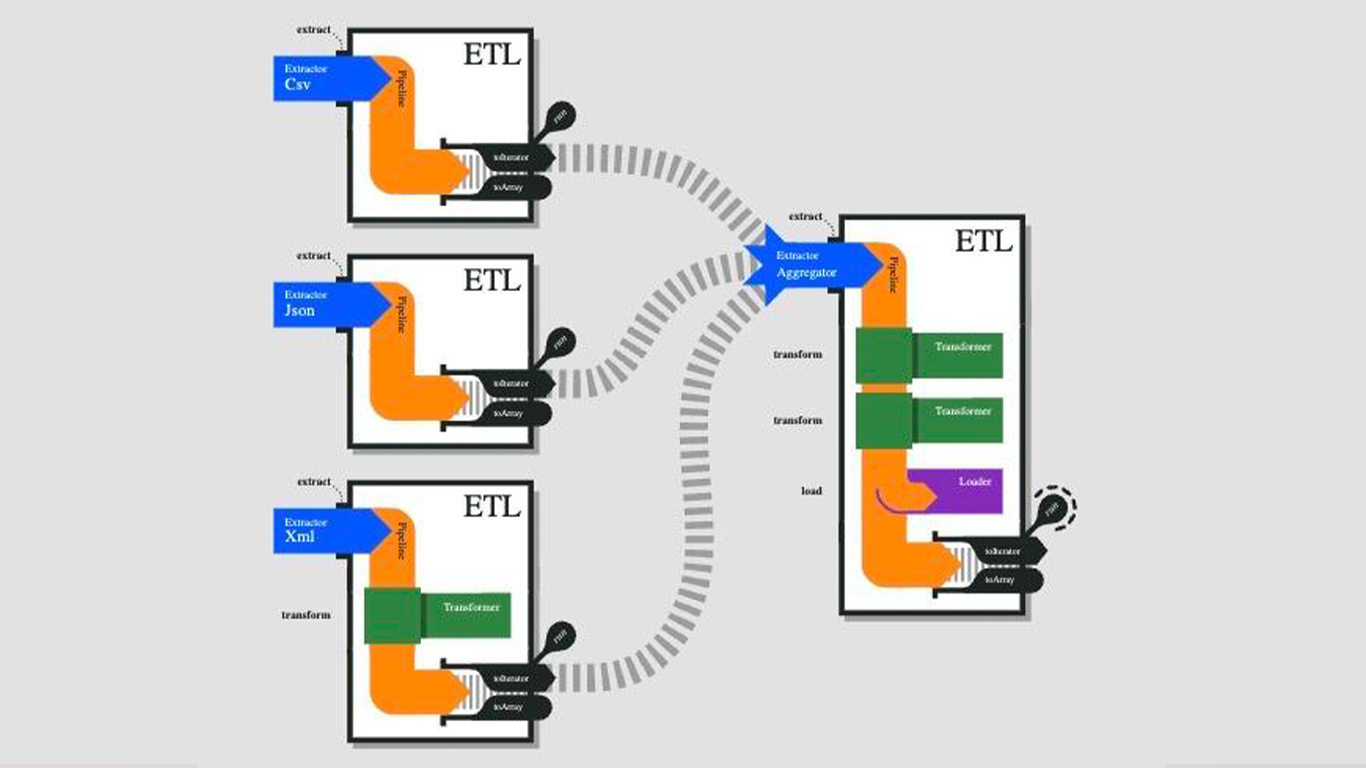 extract
ETL
Extractor
Csv
Pipeline
run
toIterator
toArray
extract
ETL
Extractor
Json
Pipeline
run
toIterator
toArray
extract
ETL
Extractor
Xml
Pipeline
transform
Transformer
run
toIterator
toArray
extract
ETL
Extractor
Aggregator
Pipeline
transform
Transformer
transform
Transformer
load
Loader
run
toIterator
toArray